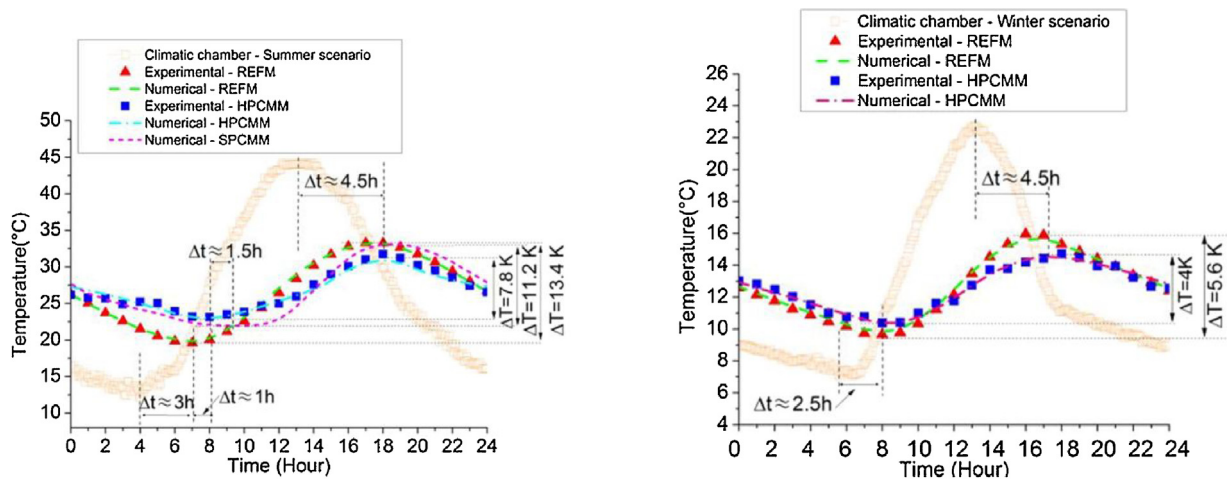 Climatic chamber - Summer scenario
Experimental - REFM
Numerical - REFM
Experimental - HPCMM
Numerical - HPCMM
Numerical - SPCMM
50
45
40
35
30
25
20
15
10
Temperature(°C)
Δt≈4.5h
Δt≈1.5h
Δt≈3h
Δt≈1h
ΔT=7.8 K
ΔT=11.2 K
ΔT=13.4 K
0 2 4 6 8 10 12 14 16 18 20 22 24
Time (Hour)
Climatic chamber - Winter scenario
Experimental - REFM
Numerical - REFM
Experimental - HPCMM
Numerical - HPCMM
26
24
22
20
18
16
14
12
10
8
6
4
Temperature(°C)
Δt≈4.5h
Δt≈2.5h
ΔT=4K
ΔT=5,6 K
0 2 4 6 8 10 12 13 14 16 18 20 22 24
Time (Hour)